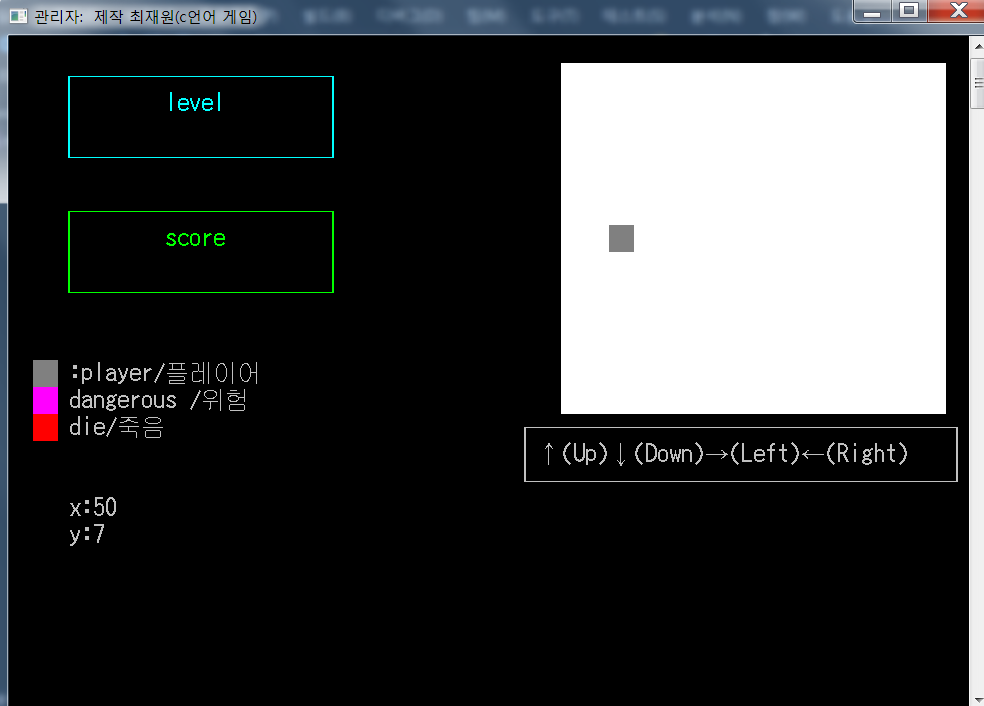 관리자: 제작 최재원(c언어 게임)
level
score
:player/플레이어
dangerous /위험
die/죽음
↑(Up)↓(Down)→(Left)←(Right)
x:50
y:7